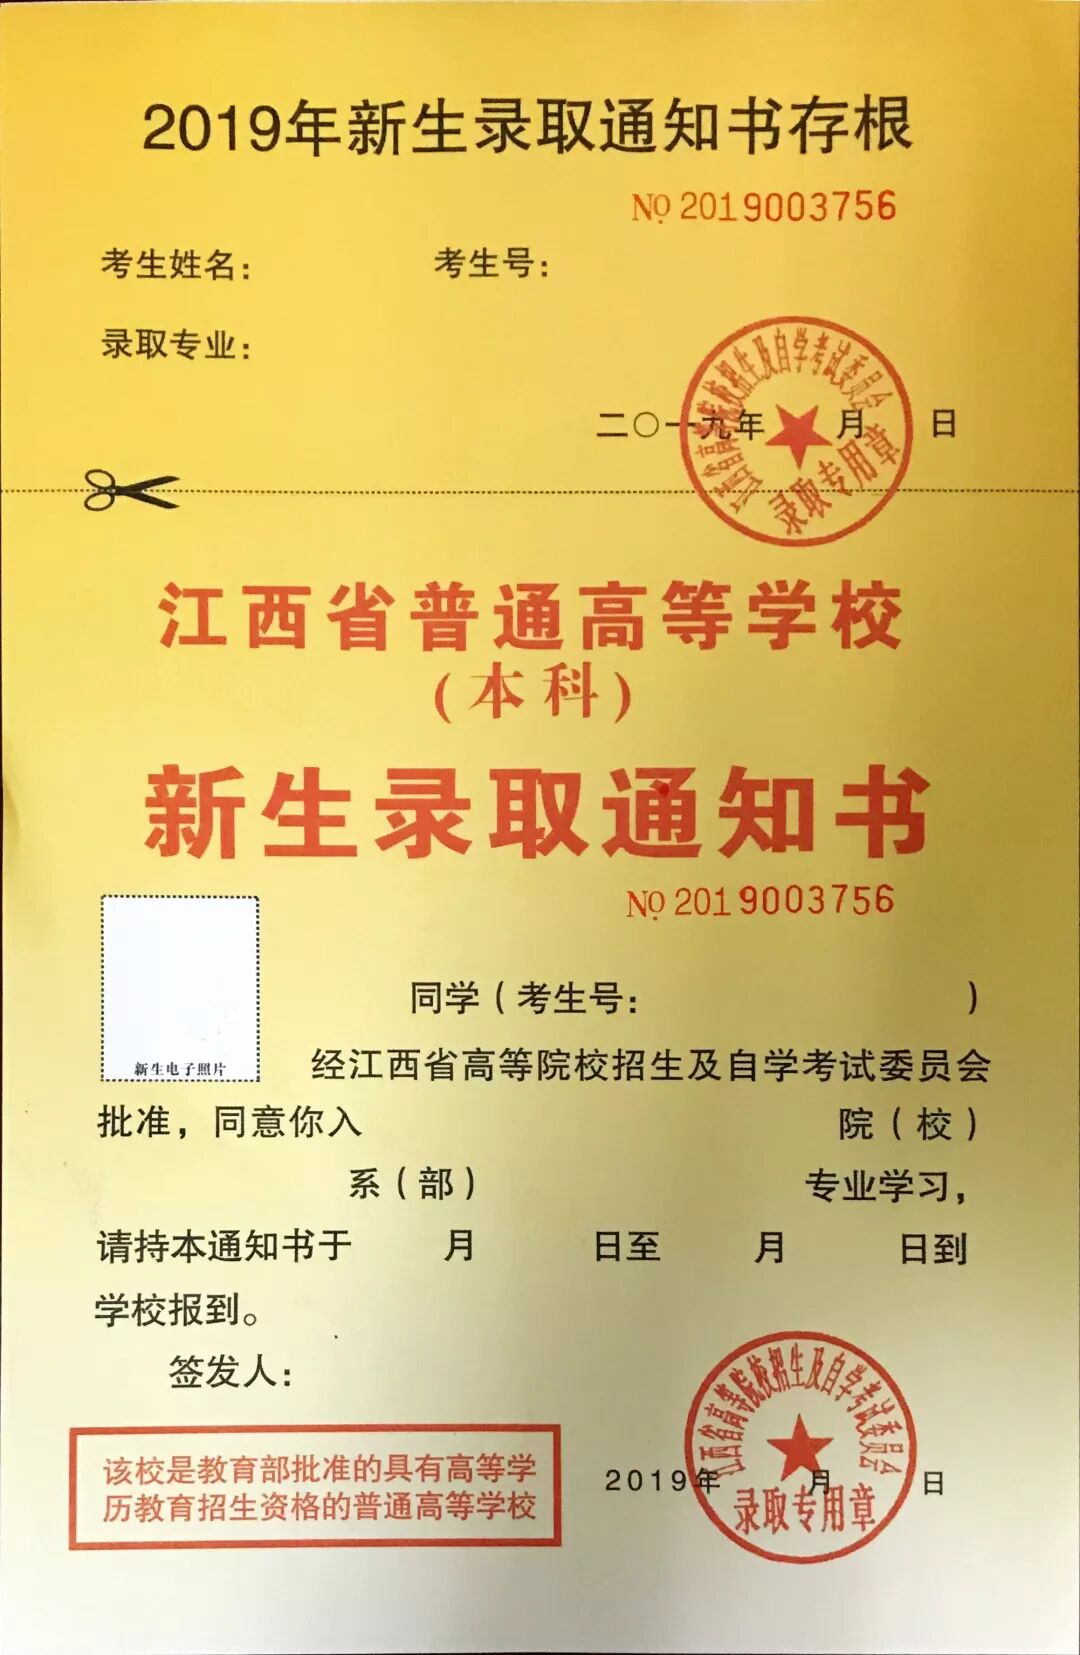 2019年新生录取通知书存根
№ 2019003756
考生姓名: 考生号:
录取专业:
二〇一九年 月 日
江西省高等院校招生及自学考试委员会
录取专用章
江西省普通高等学校
(本科)
新生录取通知书
№ 2019003756
新生电子照片
同学(考生号: )
经江西省高等院校招生及自学考试委员会
批准，同意你入 院(校)
系(部) 专业学习，
请持本通知书于 月 日至 月 日到
学校报到。
签发人:
该校是教育部批准的具有高等学
历教育招生资格的普通高等学校
2019年 月 日
江西省高等院校招生及自学考试委员会
录取专用章